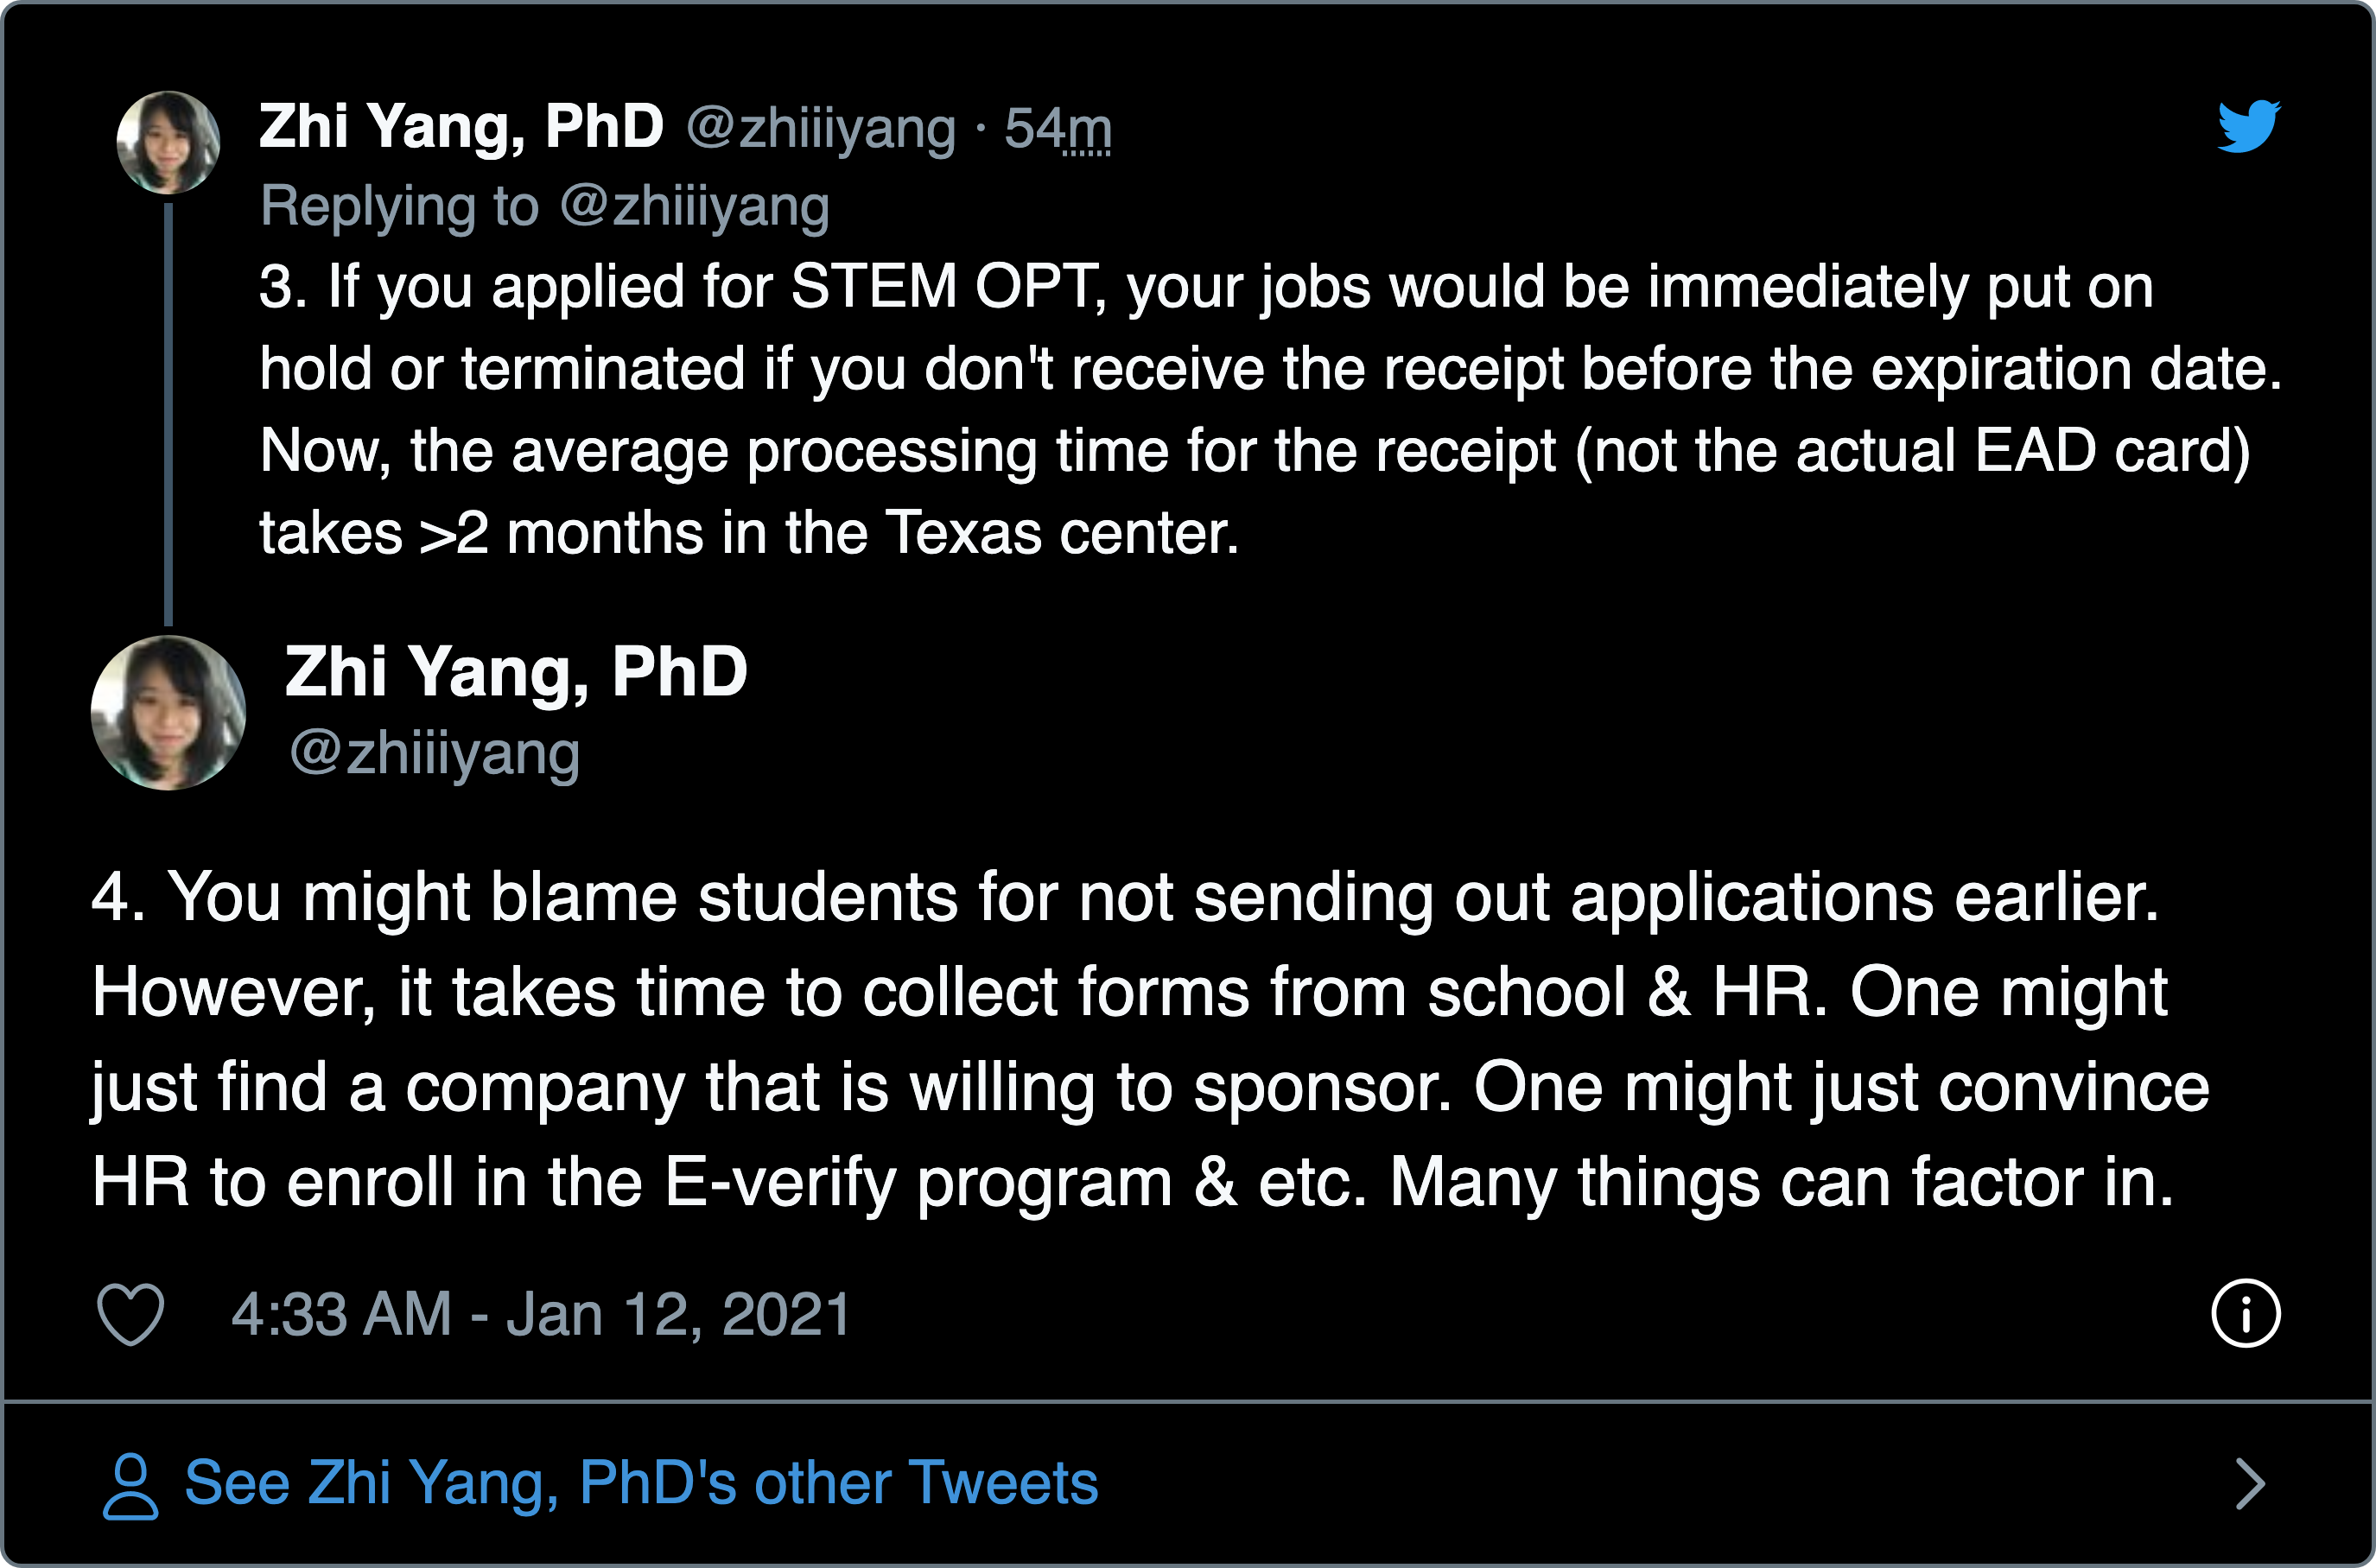 Zhi Yang, PhD @zhiiiyang · 54m
Replying to @zhiiiyang
3. If you applied for STEM OPT, your jobs would be immediately put on
hold or terminated if you don't receive the receipt before the expiration date.
Now, the average processing time for the receipt (not the actual EAD card)
takes >2 months in the Texas center.
Zhi Yang, PhD
@zhiiiyang
4. You might blame students for not sending out applications earlier.
However, it takes time to collect forms from school & HR. One might
just find a company that is willing to sponsor. One might just convince
HR to enroll in the E-verify program & etc. Many things can factor in.
4:33 AM - Jan 12, 2021
See Zhi Yang, PhD's other Tweets